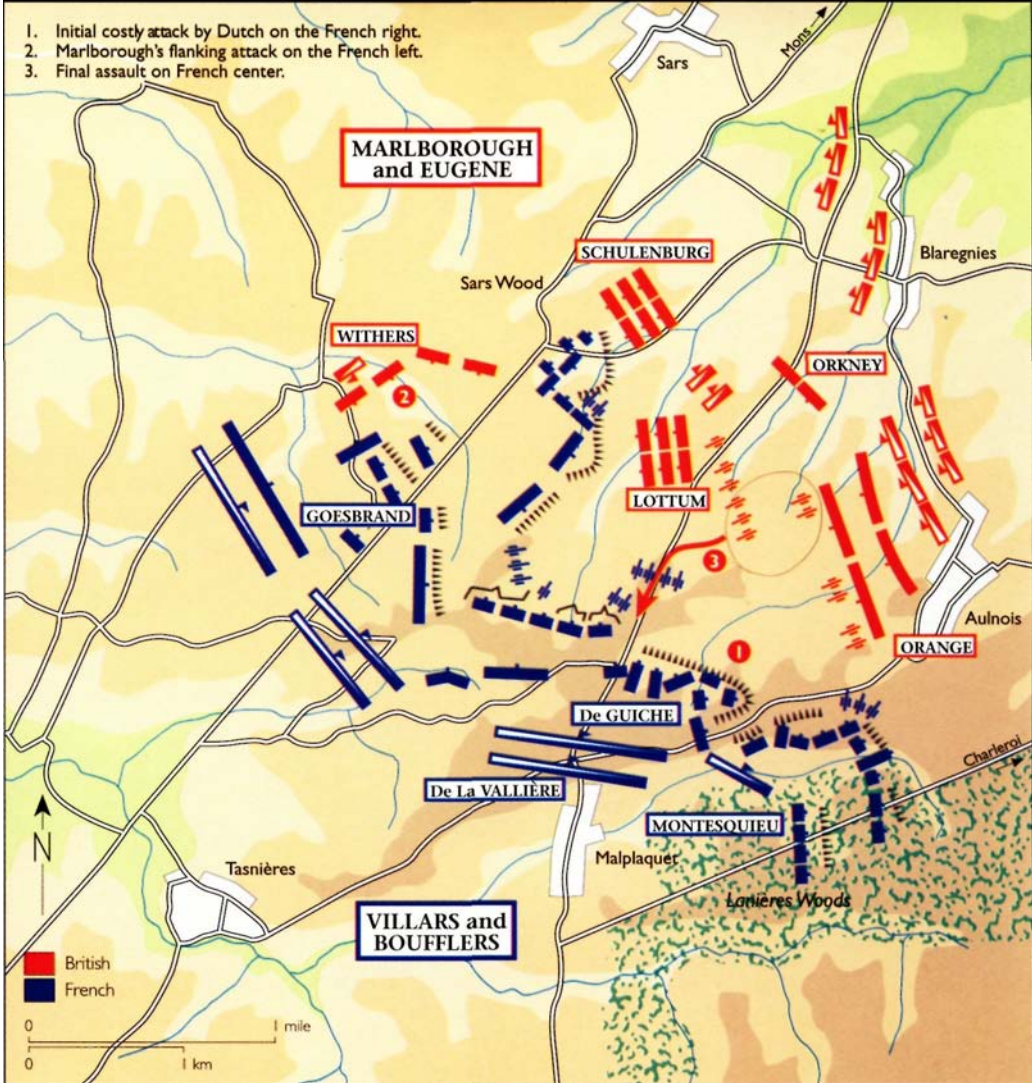 1. Initial costly attack by Dutch on the French right.
2. Marlborough's flanking attack on the French left.
3. Final assault on French center.
Mons
Sars
MARLBOROUGH
and EUGENE
SCHULENBURG
Blaregnies
Sars Wood
WITHERS
ORKNEY
2
LOTTUM
GOESBRAND
3
Aulnois
ORANGE
1
De GUICHE
Charleroi
De La VALLIÈRE
MONTESQUIEU
N
Malplaquet
Tasnières
Lanières Woods
VILLARS and
BOUFFLERS
British
French
0 1 mile
0 1 km